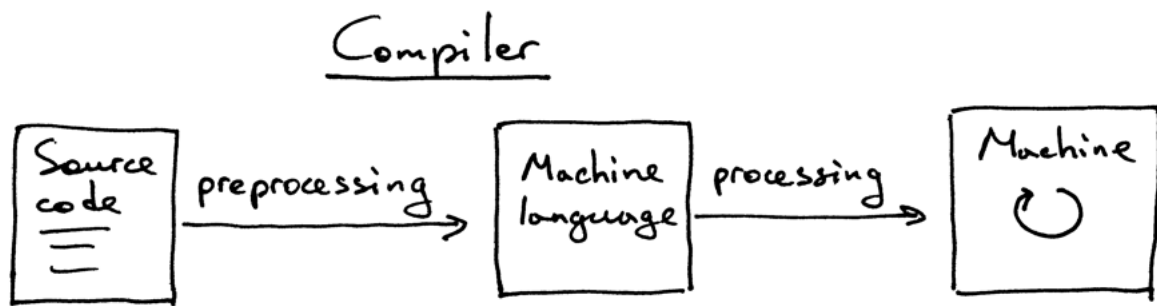 Compiler
Source
code
preprocessing
Machine
language
processing
Machine